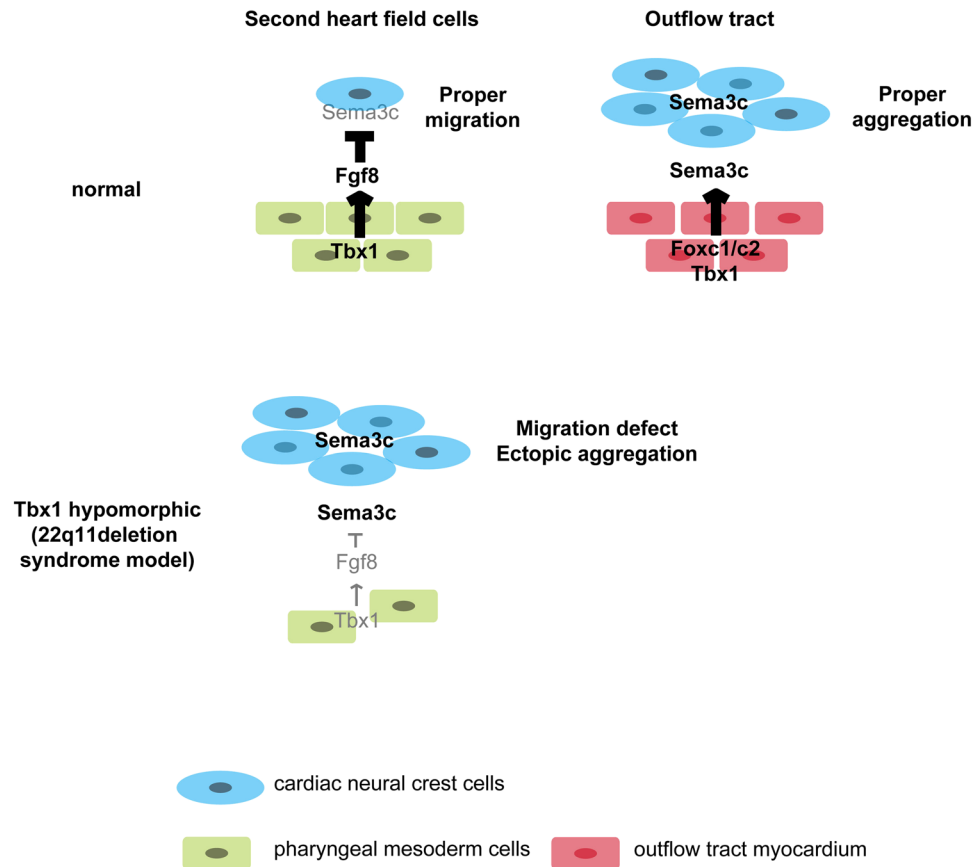 Second heart field cells
Outflow tract
Sema3c
Proper
migration
Fgf8
Tbx1
normal
Sema3c
Proper
aggregation
Sema3c
Foxc1/c2
Tbx1
Sema3c
Migration defect
Ectopic aggregation
Tbx1 hypomorphic
(22q11deletion
syndrome model)
Sema3c
Fgf8
Tbx1
cardiac neural crest cells
pharyngeal mesoderm cells
outflow tract myocardium